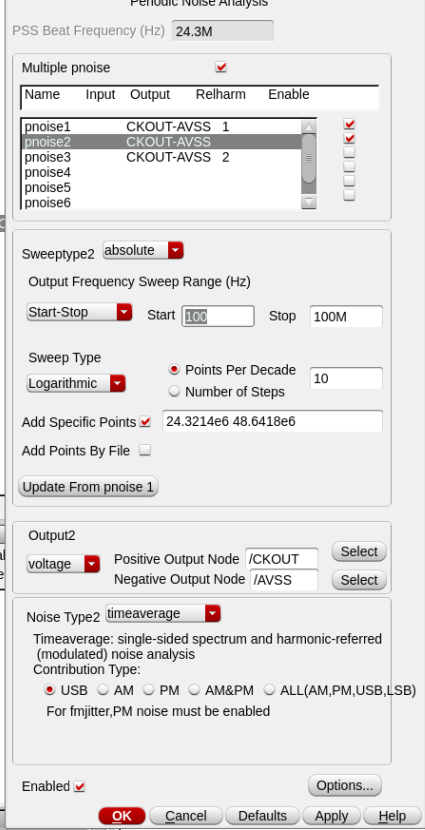 Periodic Noise Analysis
PSS Beat Frequency (Hz) 24.3M
Multiple pnoise
Name Input Output Relharm Enable
pnoise1 CKOUT-AVSS 1
pnoise2 CKOUT-AVSS
pnoise3 CKOUT-AVSS 2
pnoise4
pnoise5
pnoise6
Sweeptype2 absolute
Output Frequency Sweep Range (Hz)
Start-Stop Start 100 Stop 100M
Sweep Type
Logarithmic
Points Per Decade
Number of Steps
10
Add Specific Points 24.3214e6 48.6418e6
Add Points By File
Update From pnoise 1
Output2
voltage
Positive Output Node /CKOUT Select
Negative Output Node /AVSS Select
Noise Type2 timeaverage
Timeaverage: single-sided spectrum and harmonic-referred
(modulated) noise analysis
Contribution Type:
USB AM PM AM&PM ALL(AM,PM,USB,LSB)
For fmjitter,PM noise must be enabled
Enabled Options...
OK Cancel Defaults Apply Help